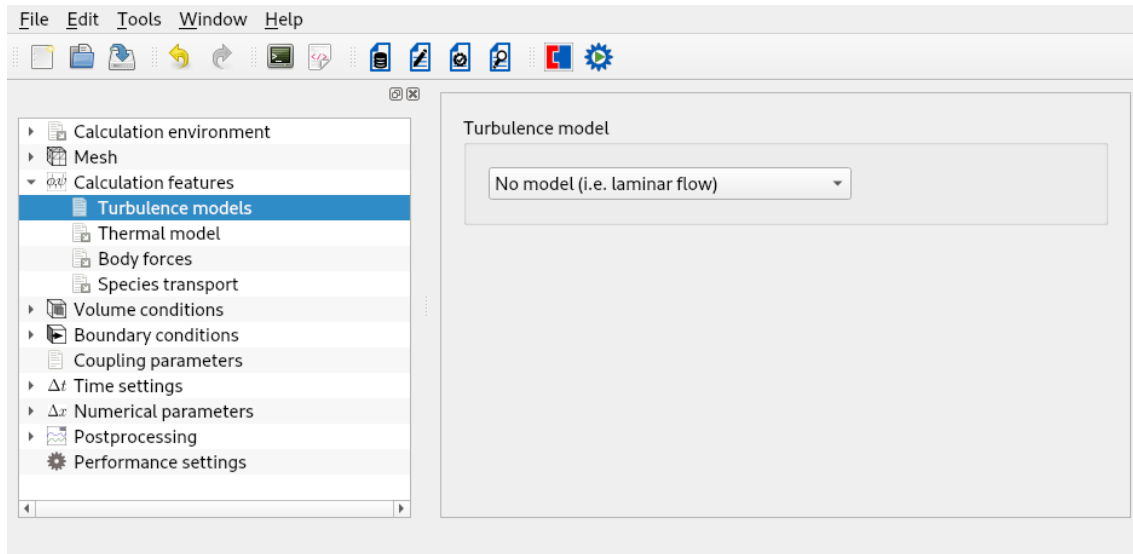 File Edit Tools Window Help
Calculation environment
Mesh
Calculation features
Turbulence models
Thermal model
Body forces
Species transport
Volume conditions
Boundary conditions
Coupling parameters
Δt Time settings
Δx Numerical parameters
Postprocessing
Performance settings
Turbulence model
No model (i.e. laminar flow)